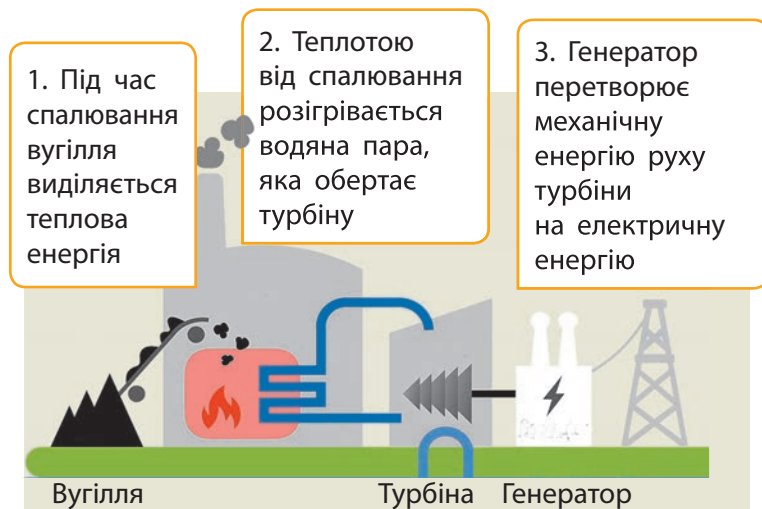 1. Під час
спалювання
вугілля
виділяється
теплова
енергія
2. Теплотою
від спалювання
розігрівається
водяна пара,
яка обертає
турбіну
3. Генератор
перетворює
механічну
енергію руху
турбіни
на електричну
енергію
Вугілля
Турбіна
Генератор